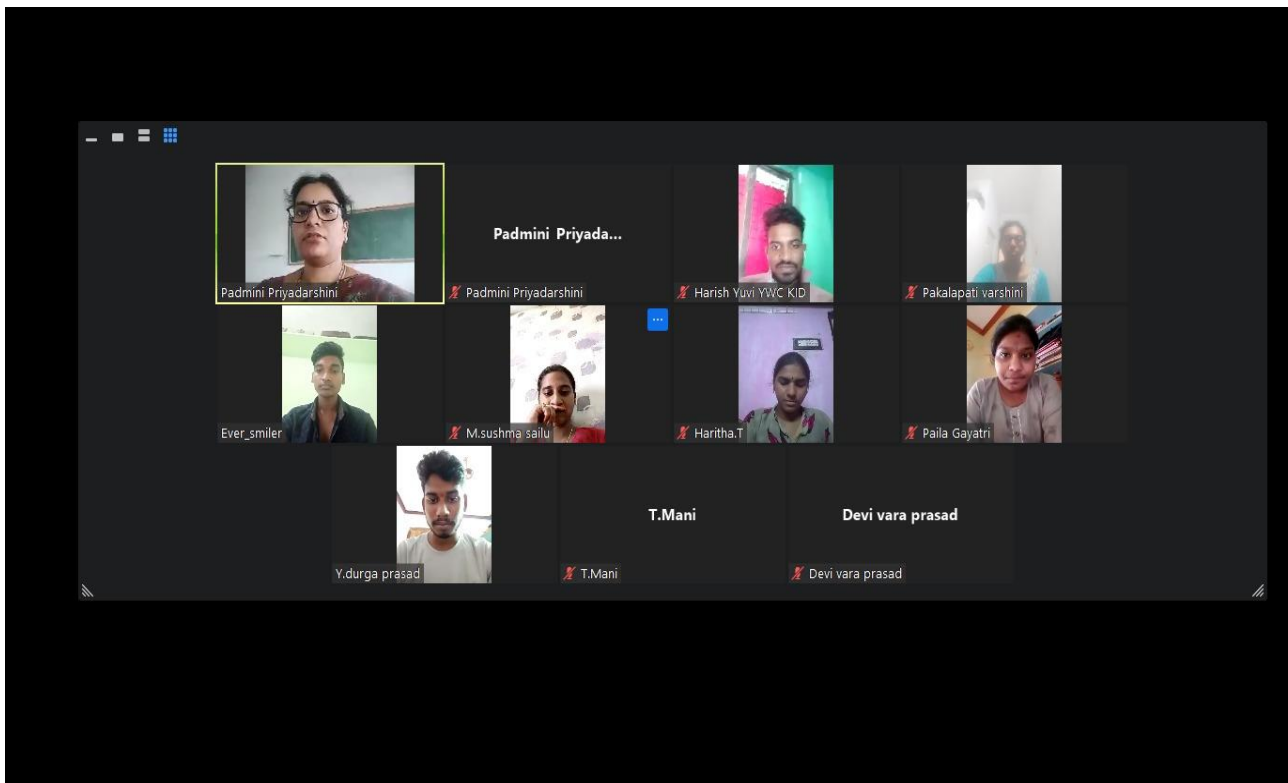 Padmini Priyadarshini
Padmini Priyada...
Padmini Priyadarshini
Harish Yuvi YWC KID
Pakalapati varshini
Ever_smiler
M.sushma sailu
Haritha.T
Paila Gayatri
Y.durga prasad
T.Mani
T.Mani
Devi vara prasad
Devi vara prasad